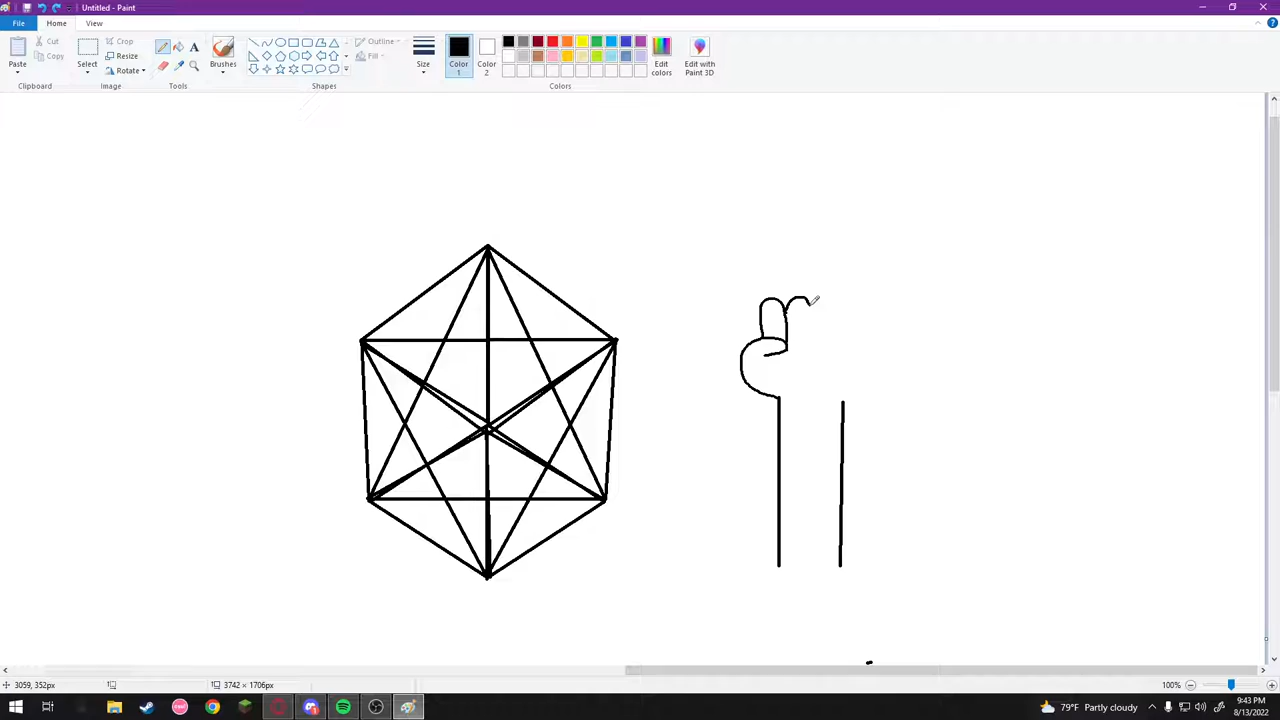 Untitled - Paint
File Home View
Paste
Cut
Copy
Clipboard
Select
Crop
Resize
Rotate
Image
A
Tools
Brushes
Outline
Fill
Shapes
Size
Color 1
Color 2
Edit colors
Edit with Paint 3D
Colors
3059, 352px
3742 × 1706px
100%
79°F Partly cloudy
9:43 PM
8/13/2022